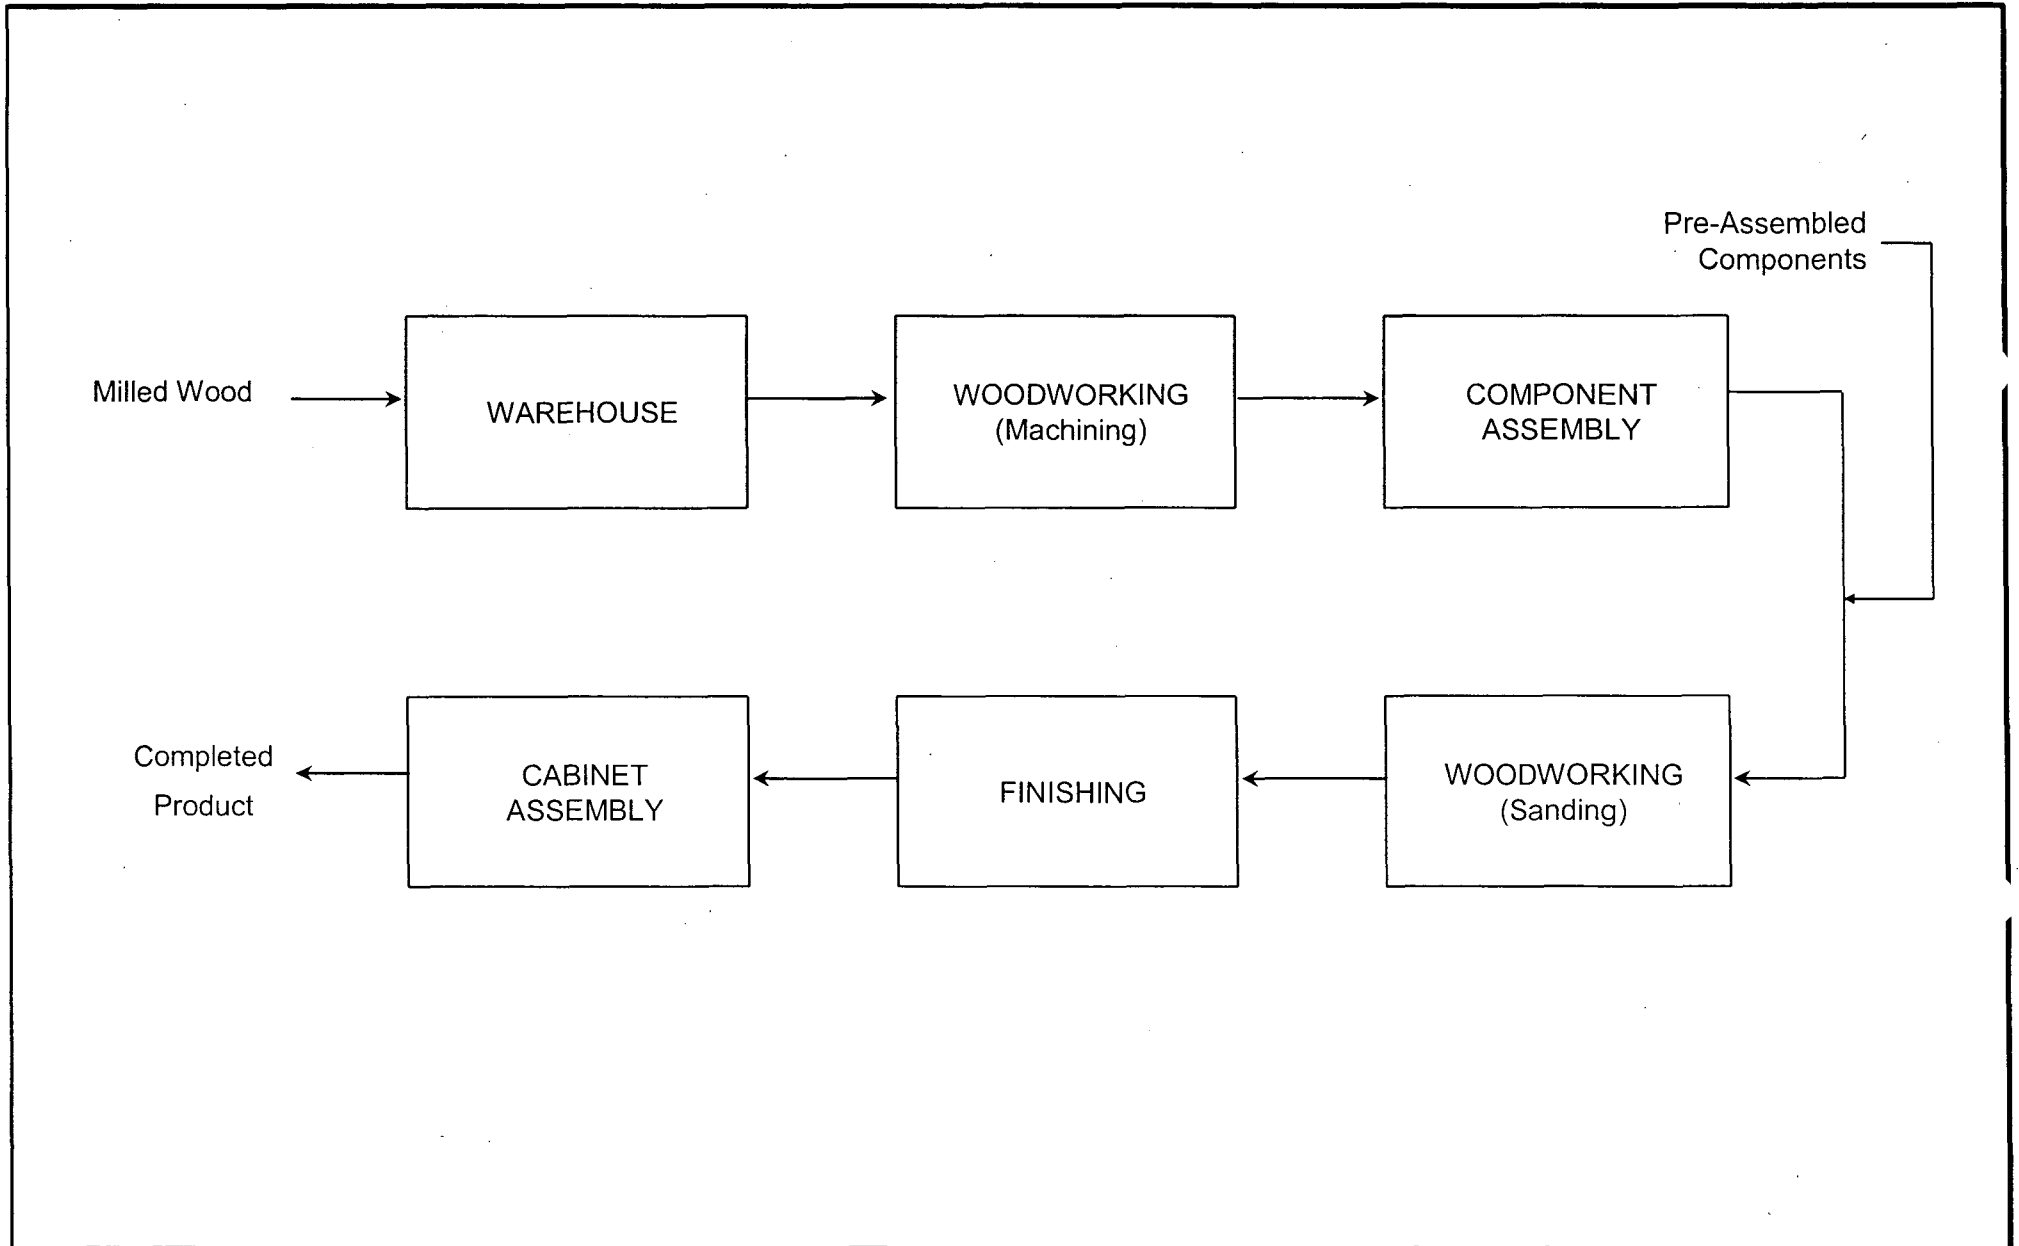 Pre-Assembled
Components
Milled Wood
WAREHOUSE
WOODWORKING
(Machining)
COMPONENT
ASSEMBLY
Completed
Product
CABINET
ASSEMBLY
FINISHING
WOODWORKING
(Sanding)